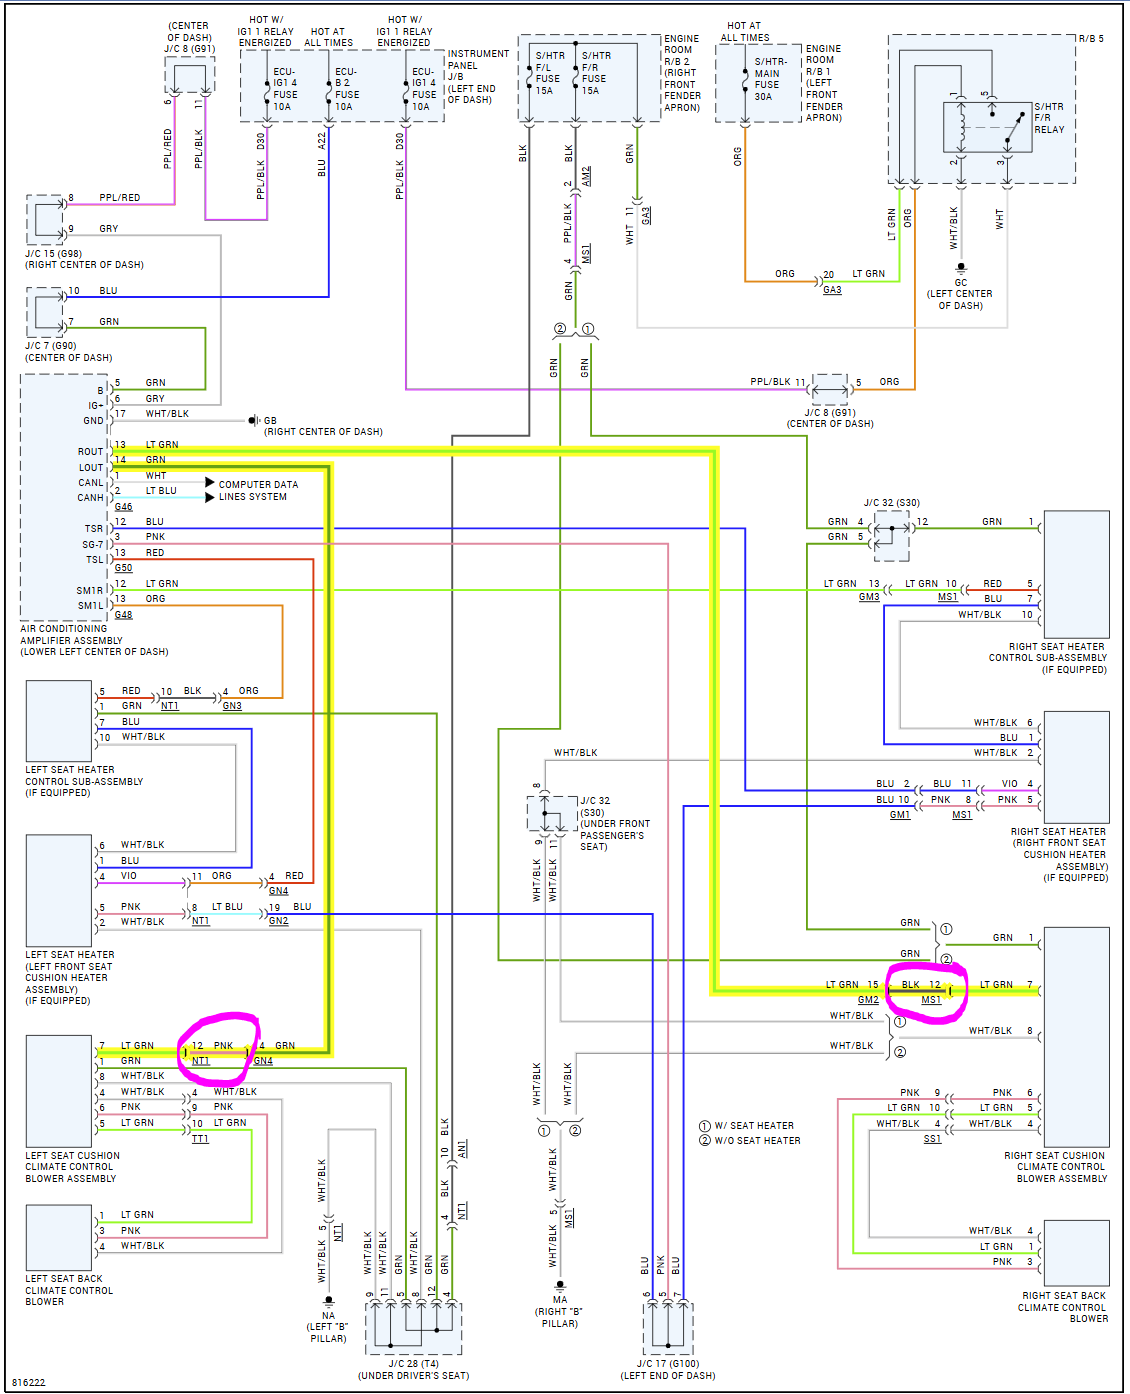 (CENTER
OF DASH)
J/C 8 (G91)
HOT W/
IG1 1 RELAY
ENERGIZED
HOT AT
ALL TIMES
HOT W/
IG1 1 RELAY
ENERGIZED
INSTRUMENT
PANEL
J/B
(LEFT END
OF DASH)
ECU-
IG1 4
FUSE
10A
ECU-
B 2
FUSE
10A
ECU-
IG1 4
FUSE
10A
S/HTR
F/L
FUSE
15A
S/HTR
F/R
FUSE
15A
ENGINE
ROOM
R/B 2
(RIGHT
FRONT
FENDER
APRON)
HOT AT
ALL TIMES
S/HTR-
MAIN
FUSE
30A
ENGINE
ROOM
R/B 1
(LEFT
FRONT
FENDER
APRON)
R/B 5
1
5
S/HTR
F/R
RELAY
2
3
6
11
D30
A22
D30
PPL/RED
PPL/BLK
PPL/BLK
BLU
PPL/BLK
BLK
BLK
GRN
ORG
2
AM2
PPL/BLK
11
GA3
WHT
4
MS1
GRN
LT GRN
ORG
WHT/BLK
WHT
8 PPL/RED
9 GRY
J/C 15 (G98)
(RIGHT CENTER OF DASH)
10 BLU
7 GRN
J/C 7 (G90)
(CENTER OF DASH)
ORG 20 LT GRN
GA3
GC
(LEFT CENTER
OF DASH)
2 1
GRN
GRN
PPL/BLK 11
5 ORG
J/C 8 (G91)
(CENTER OF DASH)
B 5 GRN
IG+ 6 GRY
GND 17 WHT/BLK
GB
(RIGHT CENTER OF DASH)
ROUT 13 LT GRN
LOUT 14 GRN
CANL 1 WHT
CANH 2 LT BLU
COMPUTER DATA
LINES SYSTEM
G46
TSR 12 BLU
SG-7 3 PNK
TSL 13 RED
G50
SM1R 12 LT GRN
SM1L 13 ORG
G48
AIR CONDITIONING
AMPLIFIER ASSEMBLY
(LOWER LEFT CENTER OF DASH)
J/C 32 (S30)
GRN 4
12 GRN 1
GRN 5
LT GRN 13 LT GRN 10 RED 5
GM3 MS1 BLU 7
WHT/BLK 10
RIGHT SEAT HEATER
CONTROL SUB-ASSEMBLY
(IF EQUIPPED)
5 RED 10 BLK 4 ORG
NT1 GN3
1 GRN
7 BLU
10 WHT/BLK
LEFT SEAT HEATER
CONTROL SUB-ASSEMBLY
(IF EQUIPPED)
WHT/BLK 6
BLU 1
WHT/BLK 2
BLU 2 BLU 11 VIO 4
BLU 10 PNK 8 PNK 5
GM1 MS1
RIGHT SEAT HEATER
(RIGHT FRONT SEAT
CUSHION HEATER
ASSEMBLY)
(IF EQUIPPED)
WHT/BLK
8
J/C 32
(S30)
(UNDER FRONT
PASSENGER'S
SEAT)
9
11
WHT/BLK
WHT/BLK
6 WHT/BLK
1 BLU
4 VIO 11 ORG 4 RED
GN4
5 PNK 8 LT BLU 19 BLU
NT1 GN2
2 WHT/BLK
LEFT SEAT HEATER
(LEFT FRONT SEAT
CUSHION HEATER
ASSEMBLY)
(IF EQUIPPED)
GRN 1
GRN 1
GRN 2
LT GRN 15 BLK 12 LT GRN 7
GM2 MS1
WHT/BLK 1
WHT/BLK 8
WHT/BLK 2
7 LT GRN 12 PNK 4 GRN
NT1 GN4
1 GRN
8 WHT/BLK
4 WHT/BLK 4 WHT/BLK
6 PNK 9 PNK
5 LT GRN 10 LT GRN
TT1
LEFT SEAT CUSHION
CLIMATE CONTROL
BLOWER ASSEMBLY
PNK 9 PNK 6
LT GRN 10 LT GRN 5
WHT/BLK 4 WHT/BLK 4
SS1
RIGHT SEAT CUSHION
CLIMATE CONTROL
BLOWER ASSEMBLY
1 W/ SEAT HEATER
2 W/O SEAT HEATER
WHT/BLK
WHT/BLK
1 2
WHT/BLK
5
MS1
WHT/BLK
MA
(RIGHT "B"
PILLAR)
BLK
10
AN1
BLK
4
NT1
1 LT GRN
3 PNK
4 WHT/BLK
LEFT SEAT BACK
CLIMATE CONTROL
BLOWER
WHT/BLK
5
NT1
WHT/BLK
NA
(LEFT "B"
PILLAR)
WHT/BLK
WHT/BLK
GRN
WHT/BLK
GRN
GRN
9
11
5
8
12
4
J/C 28 (T4)
(UNDER DRIVER'S SEAT)
BLU
PNK
BLU
6
5
7
J/C 17 (G100)
(LEFT END OF DASH)
WHT/BLK 4
LT GRN 1
PNK 3
RIGHT SEAT BACK
CLIMATE CONTROL
BLOWER
816222